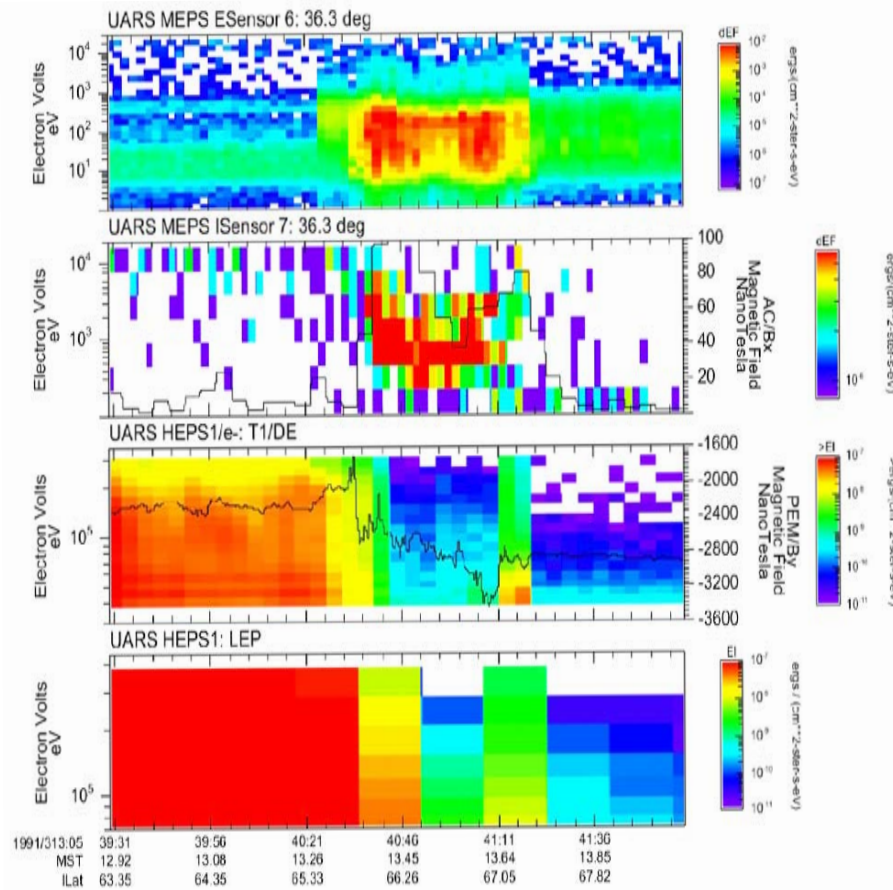 UARS MEPS ESensor 6: 36.3 deg
10^4
10^3
10^2
10^1
Electron Volts
eV
dEF
10^-2
10^-3
10^-4
10^-5
10^-6
10^-7
ergs/(cm**2-ster-s-eV)
UARS MEPS ISensor 7: 36.3 deg
10^4
10^3
Electron Volts
eV
100
80
60
40
20
AC/Bx
Magnetic Field
NanoTesla
dEF
10^-6
UARS HEPS1/e-: T1/DE
10^5
Electron Volts
eV
-1600
-2000
-2400
-2800
-3200
-3600
PEM/By
Magnetic Field
NanoTesla
>EI
10^-7
10^-8
10^-9
10^-10
10^-11
UARS HEPS1: LEP
10^5
Electron Volts
eV
EI
10^-7
10^-8
10^-9
10^-10
10^-11
ergs / (cm**2-ster-s-eV)
1991/313:05 39:31 39:56 40:21 40:46 41:11 41:36
MST 12.92 13.08 13.26 13.45 13.64 13.85
ILat 63.35 64.35 65.33 66.26 67.05 67.82